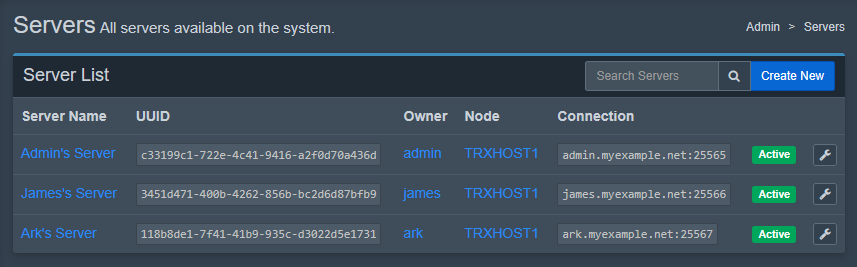 Servers All servers available on the system.
Admin > Servers
Server List
Search Servers
Create New
Server Name UUID Owner Node Connection
Admin's Server c33199c1-722e-4c41-9416-a2f0d70a436d admin TRXHOST1 admin.myexample.net:25565 Active
James's Server 3451d471-400b-4262-856b-bc2d6d87bfb9 james TRXHOST1 james.myexample.net:25566 Active
Ark's Server 118b8de1-7f41-41b9-935c-d3022d5e1731 ark TRXHOST1 ark.myexample.net:25567 Active